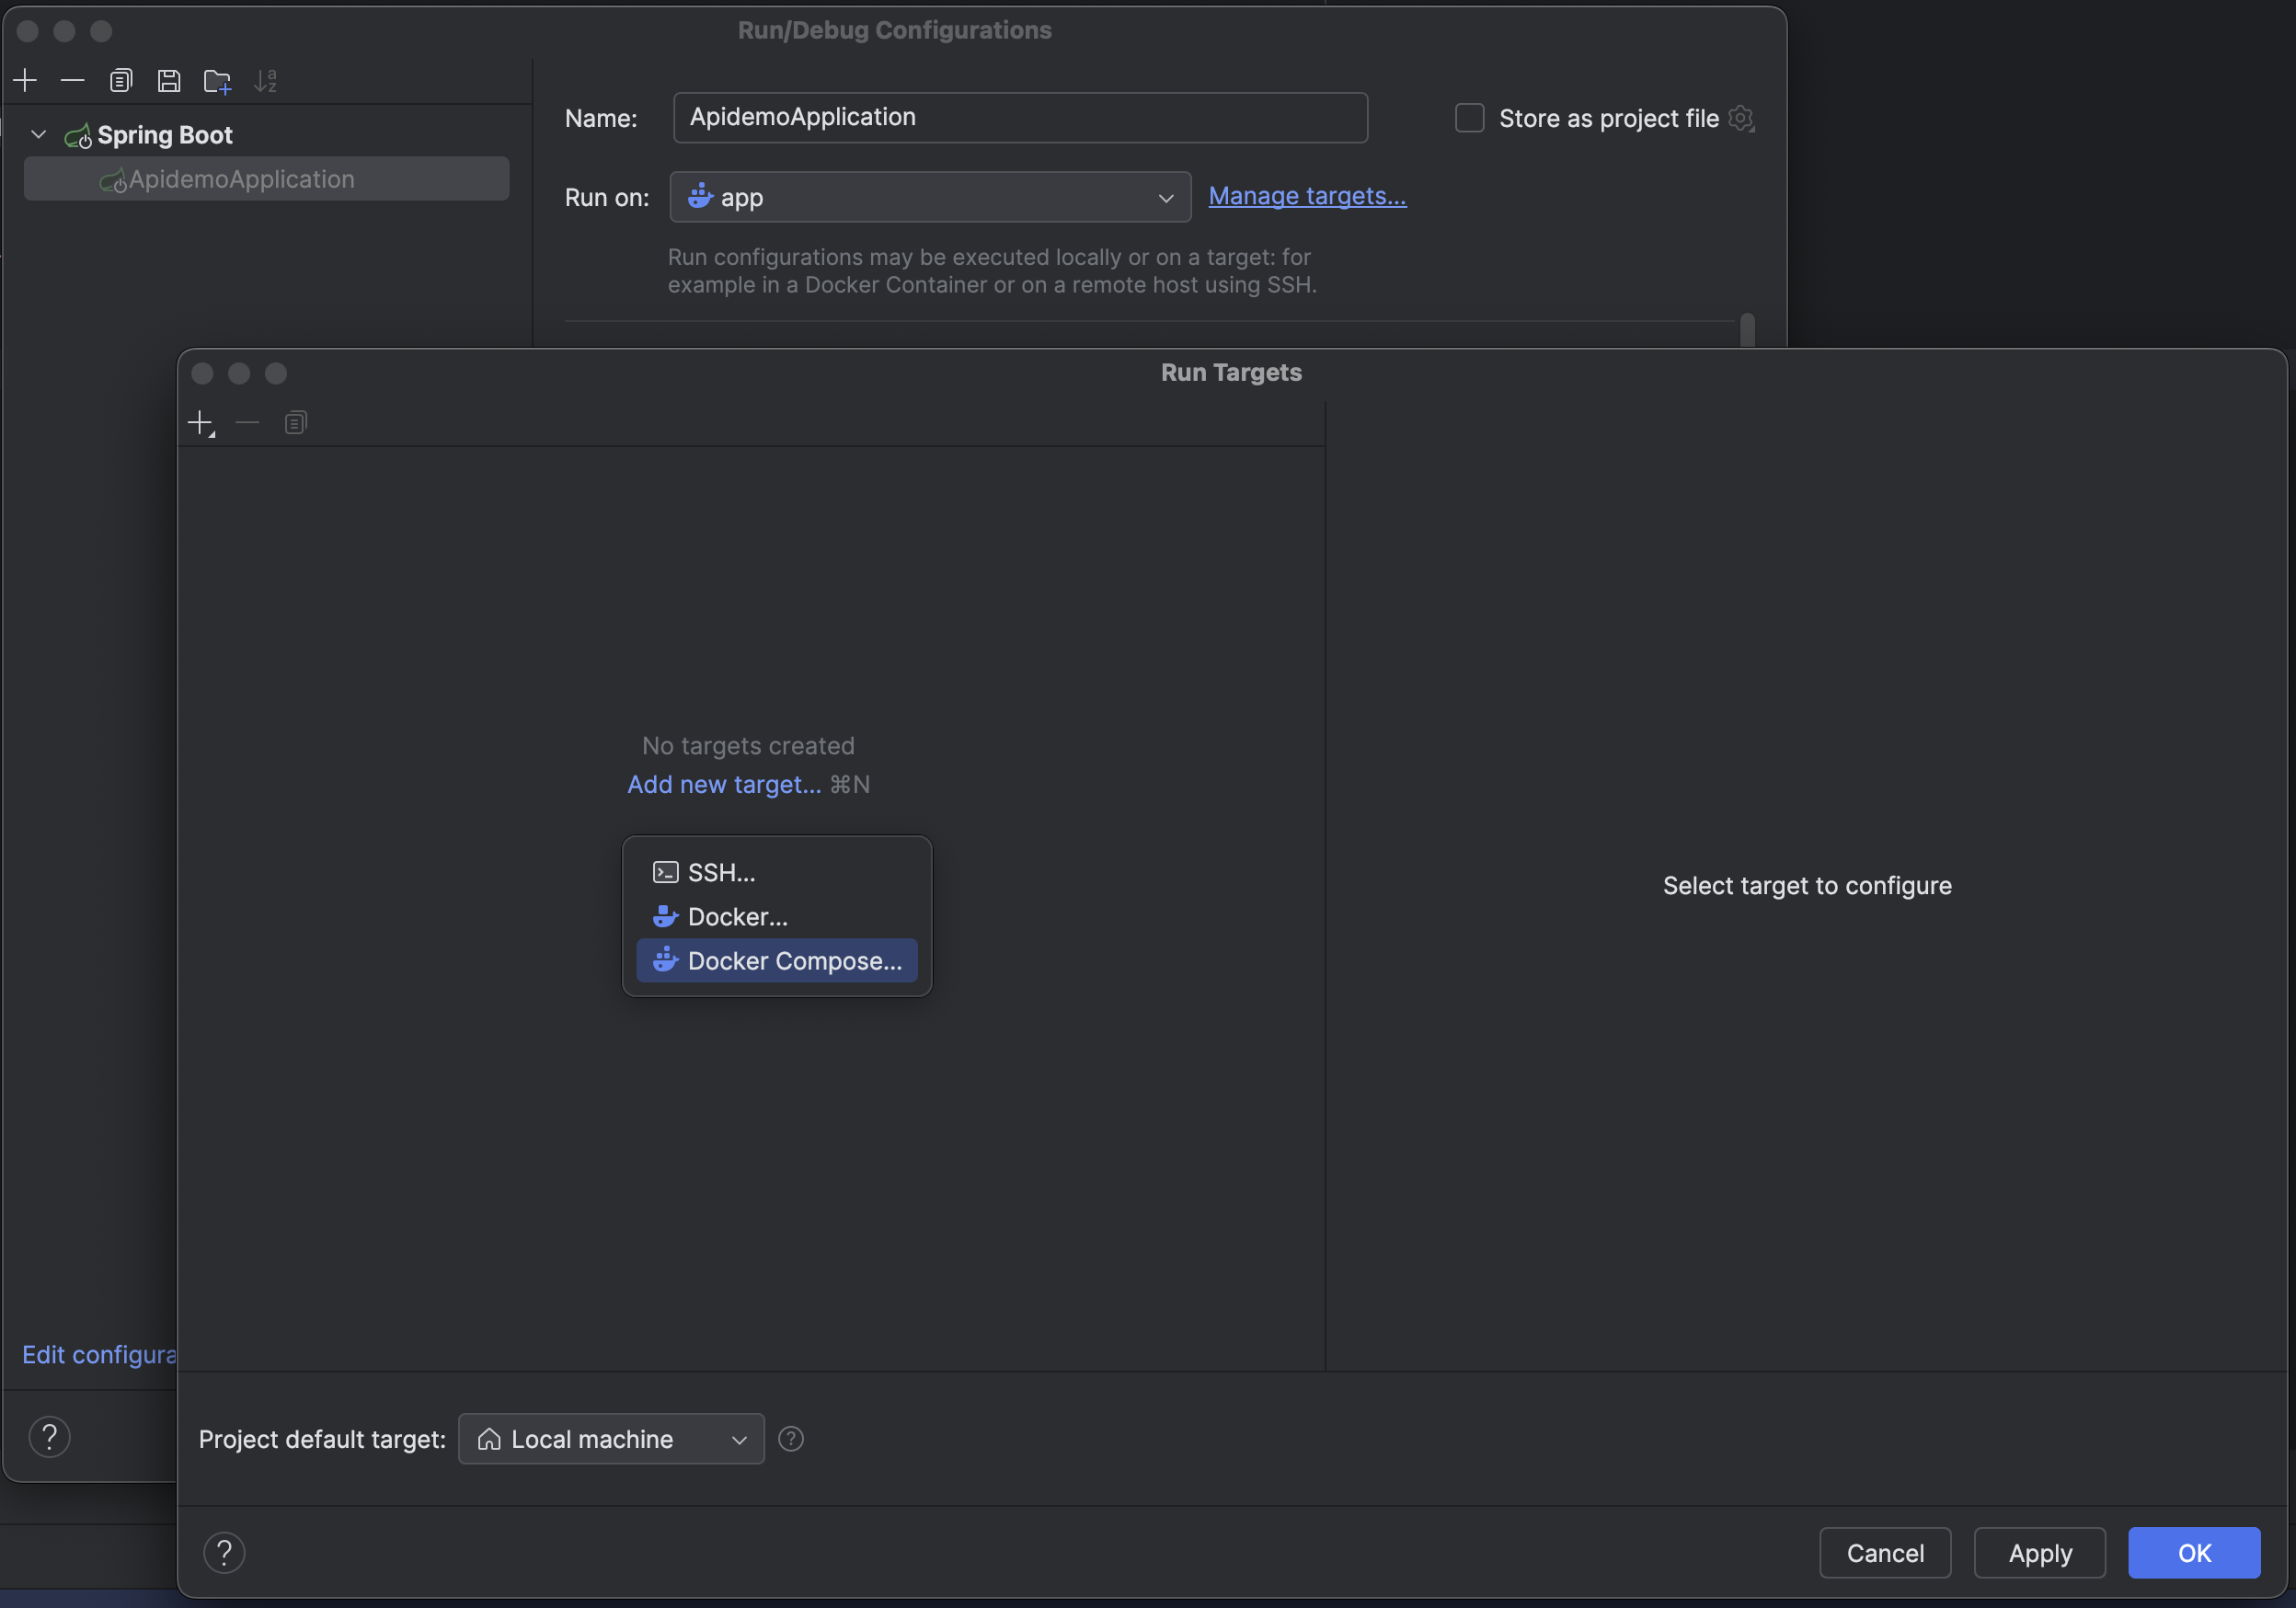 Run/Debug Configurations
Spring Boot
ApidemoApplication
Name: ApidemoApplication
Store as project file
Run on: app
Manage targets...
Run configurations may be executed locally or on a target: for
example in a Docker Container or on a remote host using SSH.
Run Targets
No targets created
Add new target... ⌘N
SSH...
Docker...
Docker Compose...
Select target to configure
Edit configura
Project default target: Local machine
?
?
?
Cancel
Apply
OK